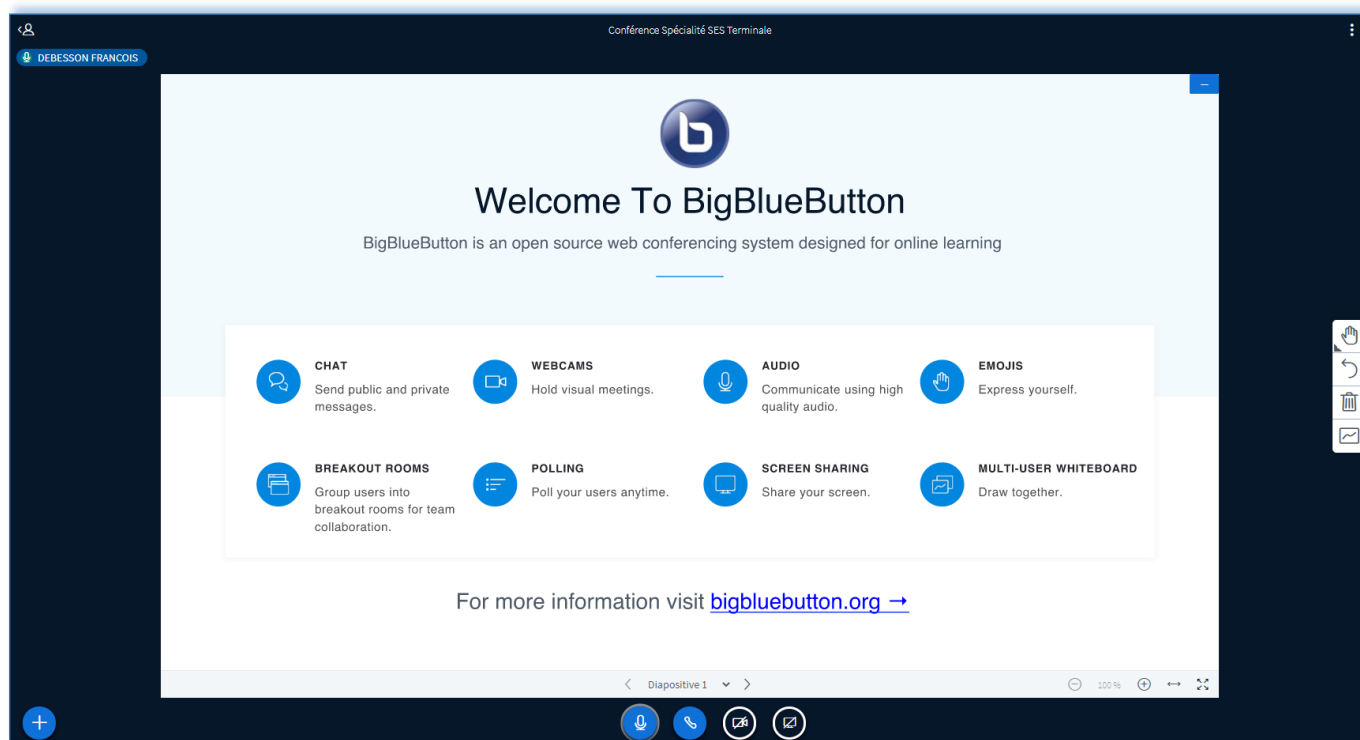 Conférence Spécialité SES Terminale
DEBESSON FRANCOIS
Welcome To BigBlueButton
BigBlueButton is an open source web conferencing system designed for online learning
CHAT
Send public and private
messages.
WEBCAMS
Hold visual meetings.
AUDIO
Communicate using high
quality audio.
EMOJIS
Express yourself.
BREAKOUT ROOMS
Group users into
breakout rooms for team
collaboration.
POLLING
Poll your users anytime.
SCREEN SHARING
Share your screen.
MULTI-USER WHITEBOARD
Draw together.
For more information visit bigbluebutton.org →
Diapositive 1
100 %